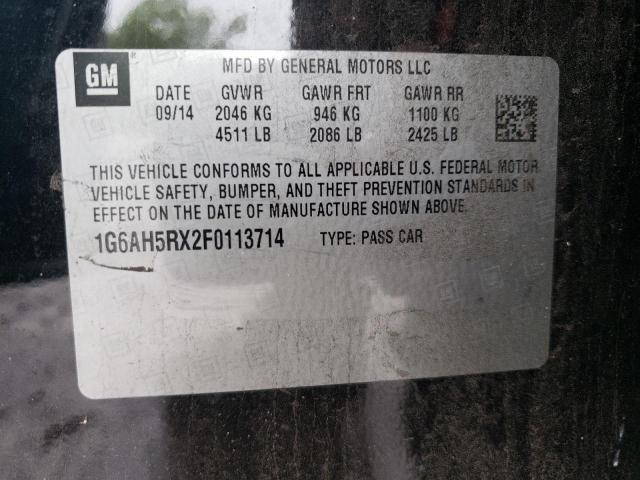 GM
MFD BY GENERAL MOTORS LLC
DATE GVWR GAWR FRT GAWR RR
09/14 2046 KG 946 KG 1100 KG
4511 LB 2086 LB 2425 LB
THIS VEHICLE CONFORMS TO ALL APPLICABLE U.S. FEDERAL MOTOR
VEHICLE SAFETY, BUMPER, AND THEFT PREVENTION STANDARDS IN
EFFECT ON THE DATE OF MANUFACTURE SHOWN ABOVE.
1G6AH5RX2F0113714 TYPE: PASS CAR